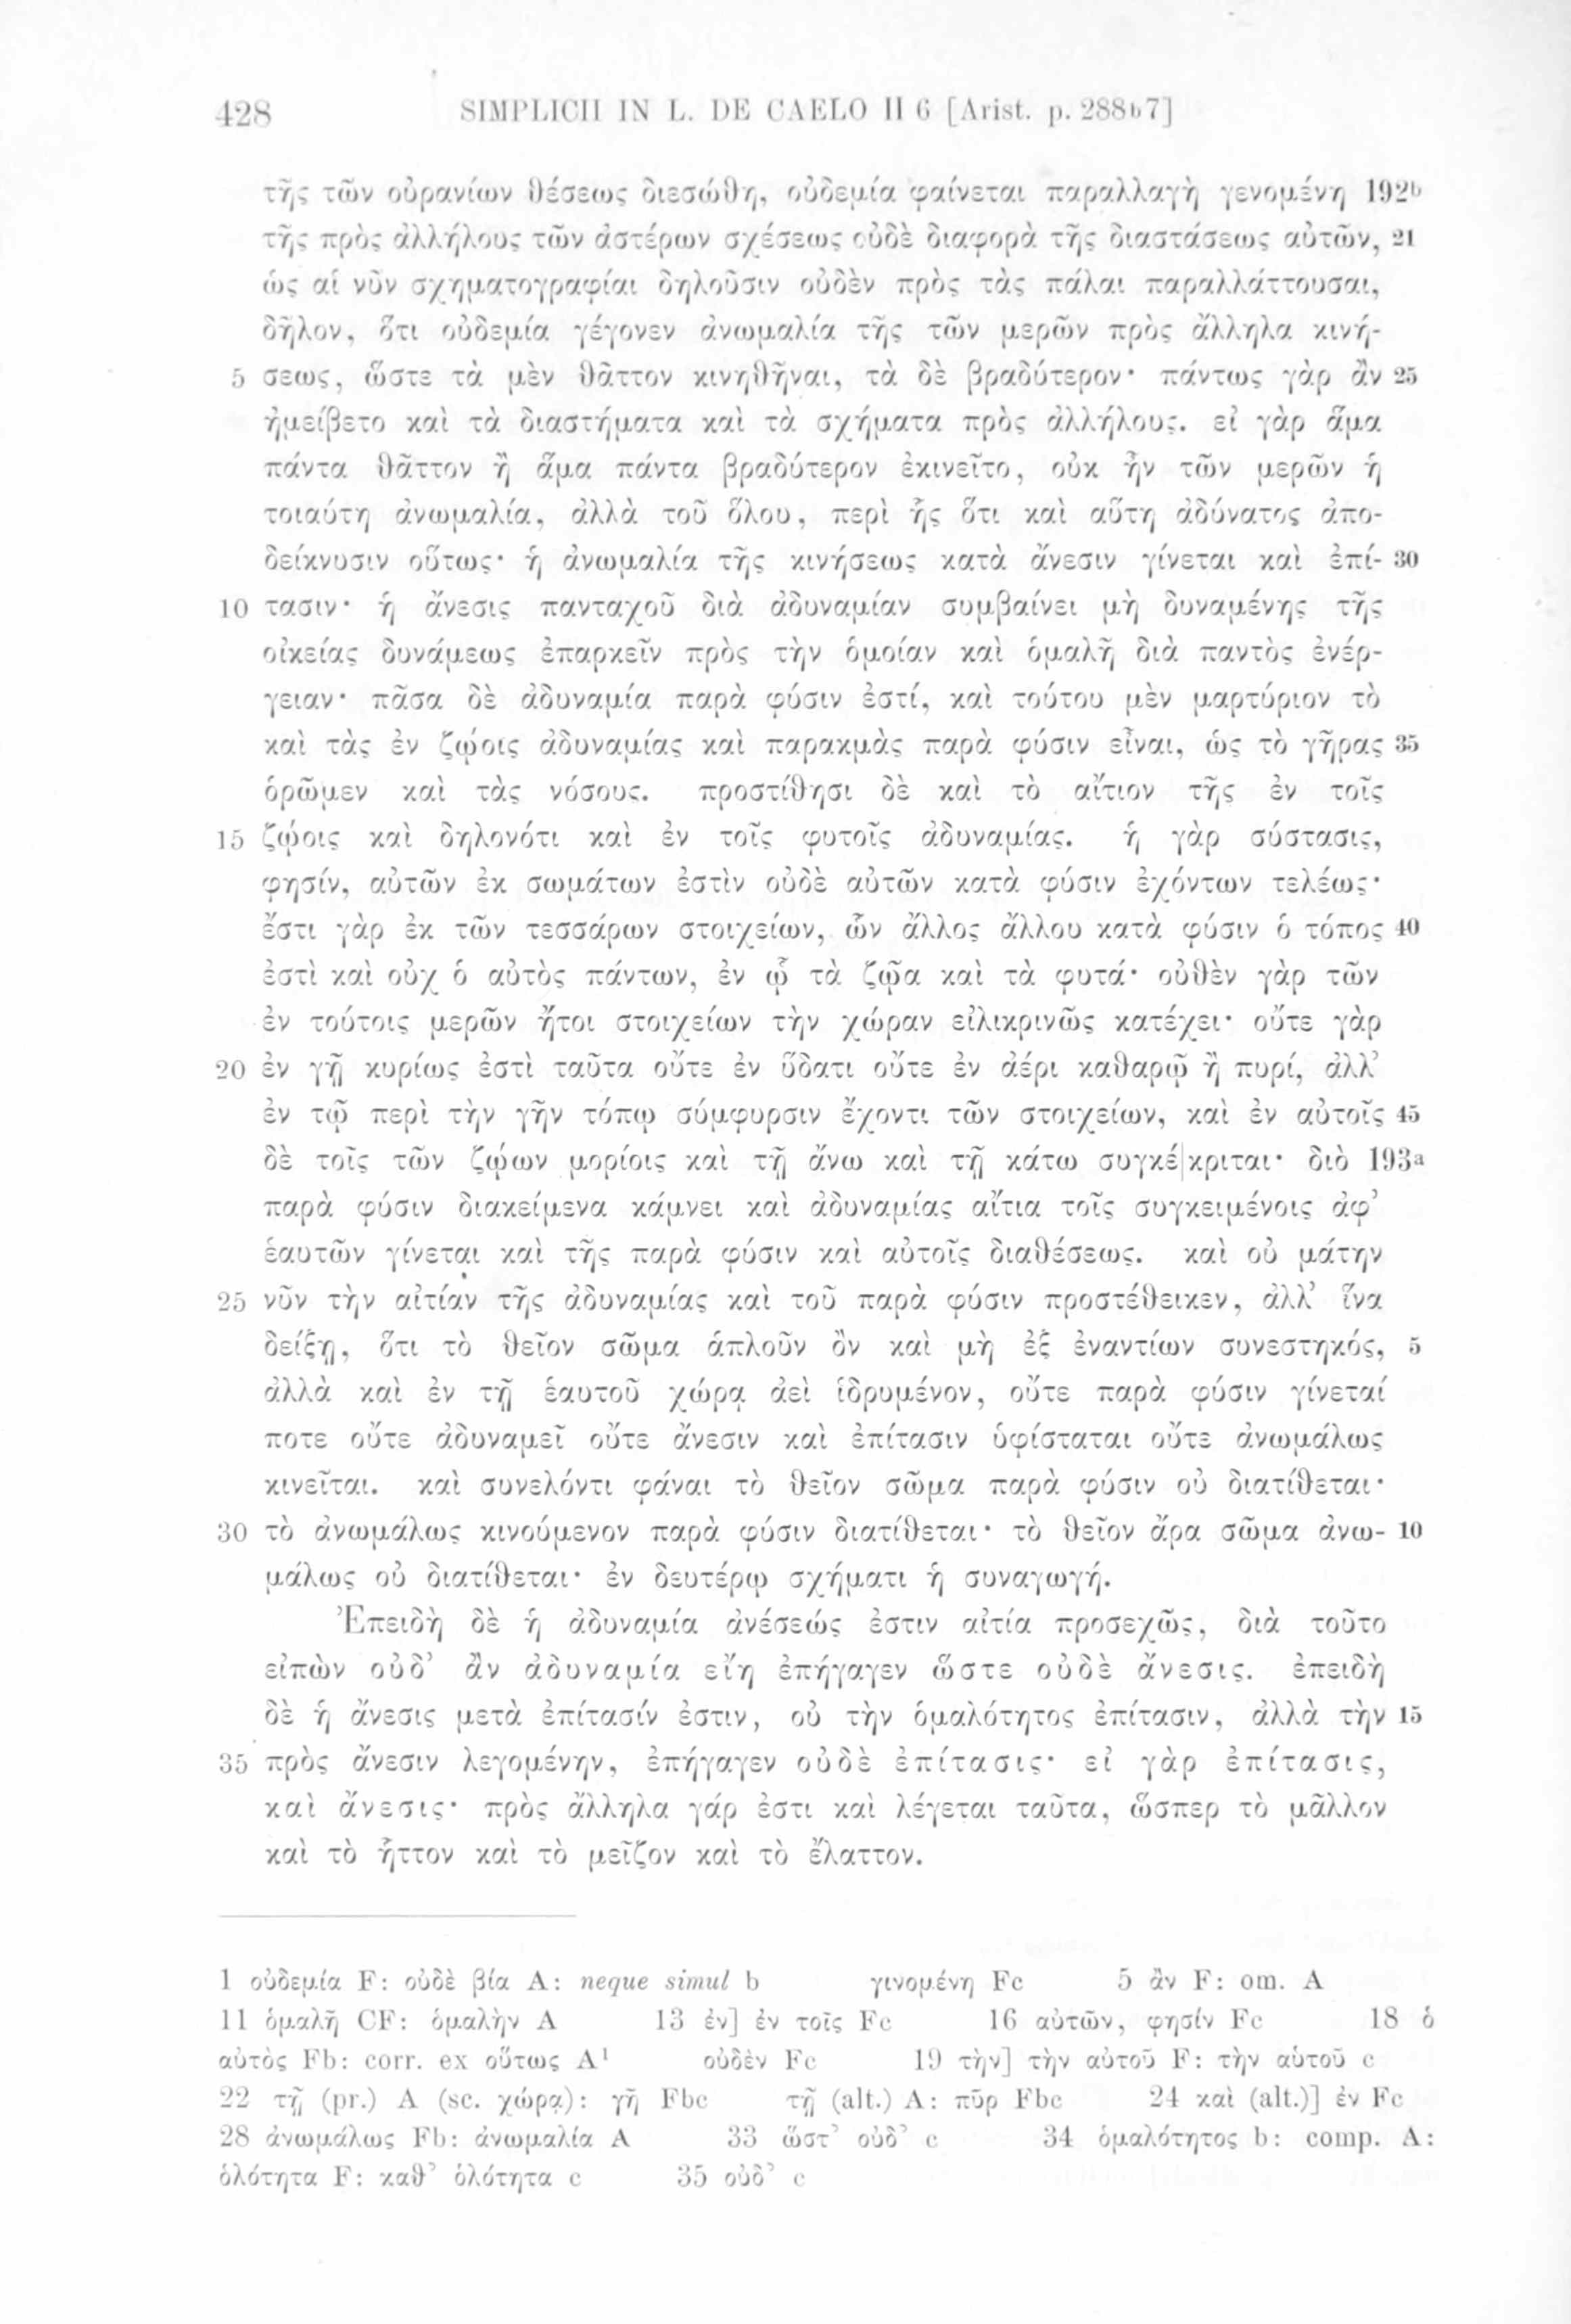 428 SIMPLICII IN L. DE CAELO II 6 [Arist. p. 288b7]
τῆς τῶν οὐρανίων θέσεως διεσώθη, οὐδεμία φαίνεται παραλλαγὴ γενομένη 192b
τῆς πρὸς ἀλλήλους τῶν ἀστέρων σχέσεως οὐδὲ διαφορὰ τῆς διαστάσεως αὐτῶν, 21
ὡς αἱ νῦν σχηματογραφίαι δηλοῦσιν οὐδὲν πρὸς τὰς πάλαι παραλλάττουσαι,
δῆλον, ὅτι οὐδεμία γέγονεν ἀνωμαλία τῆς τῶν μερῶν πρὸς ἄλληλα κινή-
5 σεως, ὥστε τὰ μὲν θᾶττον κινηθῆναι, τὰ δὲ βραδύτερον· πάντως γὰρ ἂν 25
ἠμείβετο καὶ τὰ διαστήματα καὶ τὰ σχήματα πρὸς ἀλλήλους. εἰ γὰρ ἅμα
πάντα θᾶττον ἢ ἅμα πάντα βραδύτερον ἐκινεῖτο, οὐκ ἦν τῶν μερῶν ἡ
τοιαύτη ἀνωμαλία, ἀλλὰ τοῦ ὅλου, περὶ ἧς ὅτι καὶ αὕτη ἀδύνατος ἀπο-
δείκνυσιν οὕτως· ἡ ἀνωμαλία τῆς κινήσεως κατὰ ἄνεσιν γίνεται καὶ ἐπί- 30
10 τασιν· ἡ ἄνεσις πανταχοῦ διὰ ἀδυναμίαν συμβαίνει μὴ δυναμένης τῆς
οἰκείας δυνάμεως ἐπαρκεῖν πρὸς τὴν ὁμοίαν καὶ ὁμαλῆ διὰ παντὸς ἐνέρ-
γειαν· πᾶσα δὲ ἀδυναμία παρὰ φύσιν ἐστί, καὶ τούτου μὲν μαρτύριον τὸ
καὶ τὰς ἐν ζῴοις ἀδυναμίας καὶ παρακμὰς παρὰ φύσιν εἶναι, ὡς τὸ γῆρας 35
ὁρῶμεν καὶ τὰς νόσους. προστίθησι δὲ καὶ τὸ αἴτιον τῆς ἐν τοῖς
15 ζῴοις καὶ δηλονότι καὶ ἐν τοῖς φυτοῖς ἀδυναμίας. ἡ γὰρ σύστασις,
φησίν, αὐτῶν ἐκ σωμάτων ἐστὶν οὐδὲ αὐτῶν κατὰ φύσιν ἐχόντων τελέως·
ἔστι γὰρ ἐκ τῶν τεσσάρων στοιχείων, ὧν ἄλλος ἄλλου κατὰ φύσιν ὁ τόπος 40
ἐστὶ καὶ οὐχ ὁ αὐτὸς πάντων, ἐν ᾧ τὰ ζῷα καὶ τὰ φυτά· οὐθὲν γὰρ τῶν
ἐν τούτοις μερῶν ἤτοι στοιχείων τὴν χώραν εἰλικρινῶς κατέχει· οὔτε γὰρ
20 ἐν γῇ κυρίως ἐστὶ ταῦτα οὔτε ἐν ὕδατι οὔτε ἐν ἀέρι καθαρῷ ἢ πυρί, ἀλλ’
ἐν τῷ περὶ τὴν γῆν τόπῳ σύμφυρσιν ἔχοντι τῶν στοιχείων, καὶ ἐν αὐτοῖς 45
δὲ τοῖς τῶν ζῴων μορίοις καὶ τῇ ἄνω καὶ τῇ κάτω συγκέ|κριται· διὸ 193a
παρὰ φύσιν διακείμενα κάμνει καὶ ἀδυναμίας αἴτια τοῖς συγκειμένοις ἀφ’
ἑαυτῶν γίνεται καὶ τῆς παρὰ φύσιν καὶ αὐτοῖς διαθέσεως. καὶ οὐ μάτην
25 νῦν τὴν αἰτίαν τῆς ἀδυναμίας καὶ τοῦ παρὰ φύσιν προστέθεικεν, ἀλλ’ ἵνα
δείξῃ, ὅτι τὸ θεῖον σῶμα ἁπλοῦν ὂν καὶ μὴ ἐξ ἐναντίων συνεστηκός, 5
ἀλλὰ καὶ ἐν τῇ ἑαυτοῦ χώρᾳ ἀεὶ ἱδρυμένον, οὔτε παρὰ φύσιν γίνεταί
ποτε οὔτε ἀδυναμεῖ οὔτε ἄνεσιν καὶ ἐπίτασιν ὑφίσταται οὔτε ἀνωμάλως
κινεῖται. καὶ συνελόντι φάναι τὸ θεῖον σῶμα παρὰ φύσιν οὐ διατίθεται·
30 τὸ ἀνωμάλως κινούμενον παρὰ φύσιν διατίθεται· τὸ θεῖον ἄρα σῶμα ἀνω- 10
μάλως οὐ διατίθεται· ἐν δευτέρῳ σχήματι ἡ συναγωγή.
Ἐπειδὴ δὲ ἡ ἀδυναμία ἀνέσεώς ἐστιν αἰτία προσεχῶς, διὰ τοῦτο
εἰπὼν οὐδ’ ἂν ἀδυναμία εἴη ἐπήγαγεν ὥστε οὐδὲ ἄνεσις. ἐπειδὴ
δὲ ἡ ἄνεσις μετὰ ἐπίτασίν ἐστιν, οὐ τὴν ὁμαλότητος ἐπίτασιν, ἀλλὰ τὴν 15
35 πρὸς ἄνεσιν λεγομένην, ἐπήγαγεν οὐδὲ ἐπίτασις· εἰ γὰρ ἐπίτασις,
καὶ ἄνεσις· πρὸς ἄλληλα γάρ ἐστι καὶ λέγεται ταῦτα, ὥσπερ τὸ μᾶλλον
καὶ τὸ ἧττον καὶ τὸ μεῖζον καὶ τὸ ἔλαττον.
1 οὐδεμία F: οὐδὲ βία A: neque simul b γινομένη Fc 5 ἂν F: om. A
11 ὁμαλῆ CF: ὁμαλὴν A 13 ἐν] ἐν τοῖς Fc 16 αὐτῶν, φησίν Fc 18 ὁ
αὐτὸς Fb: corr. ex οὕτως A¹ οὐδὲν Fc 19 τὴν] τὴν αὐτοῦ F: τὴν αὑτοῦ c
22 τῇ (pr.) A (sc. χώρᾳ): γῆ Fbc τῇ (alt.) A: πῦρ Fbc 24 καὶ (alt.)] ἐν Fc
28 ἀνωμάλως Fb: ἀνωμαλία A 33 ὥστ’ οὐδ’ c 34 ὁμαλότητος b: comp. A:
ὁλότητα F: καθ’ ὁλότητα c 35 οὐδ’ c